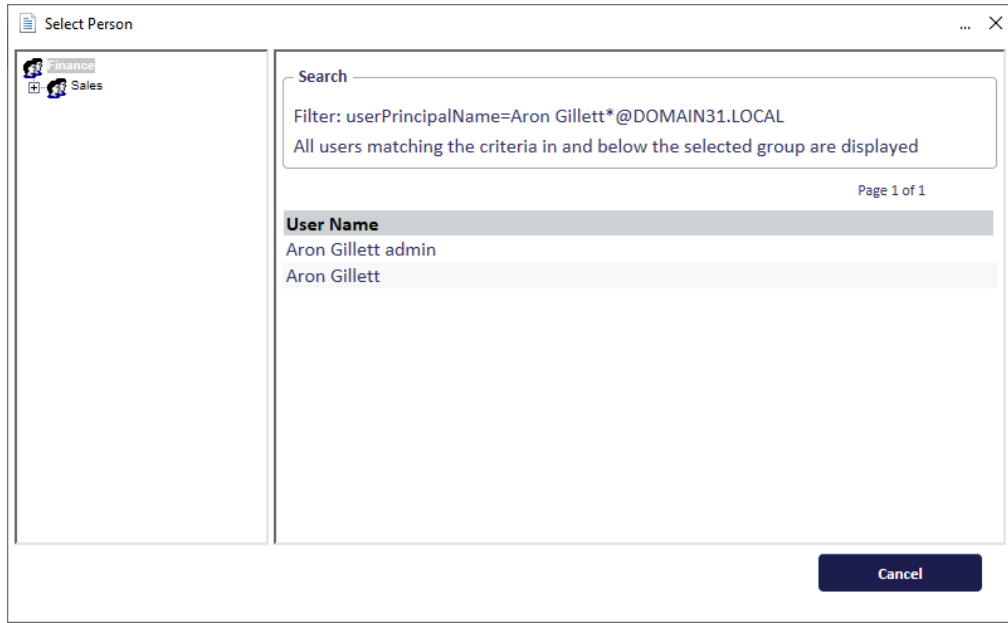 Select Person
...
Finance
Sales
Search
Filter: userPrincipalName=Aron Gillett*@DOMAIN31.LOCAL
All users matching the criteria in and below the selected group are displayed
Page 1 of 1
User Name
Aron Gillett admin
Aron Gillett
Cancel